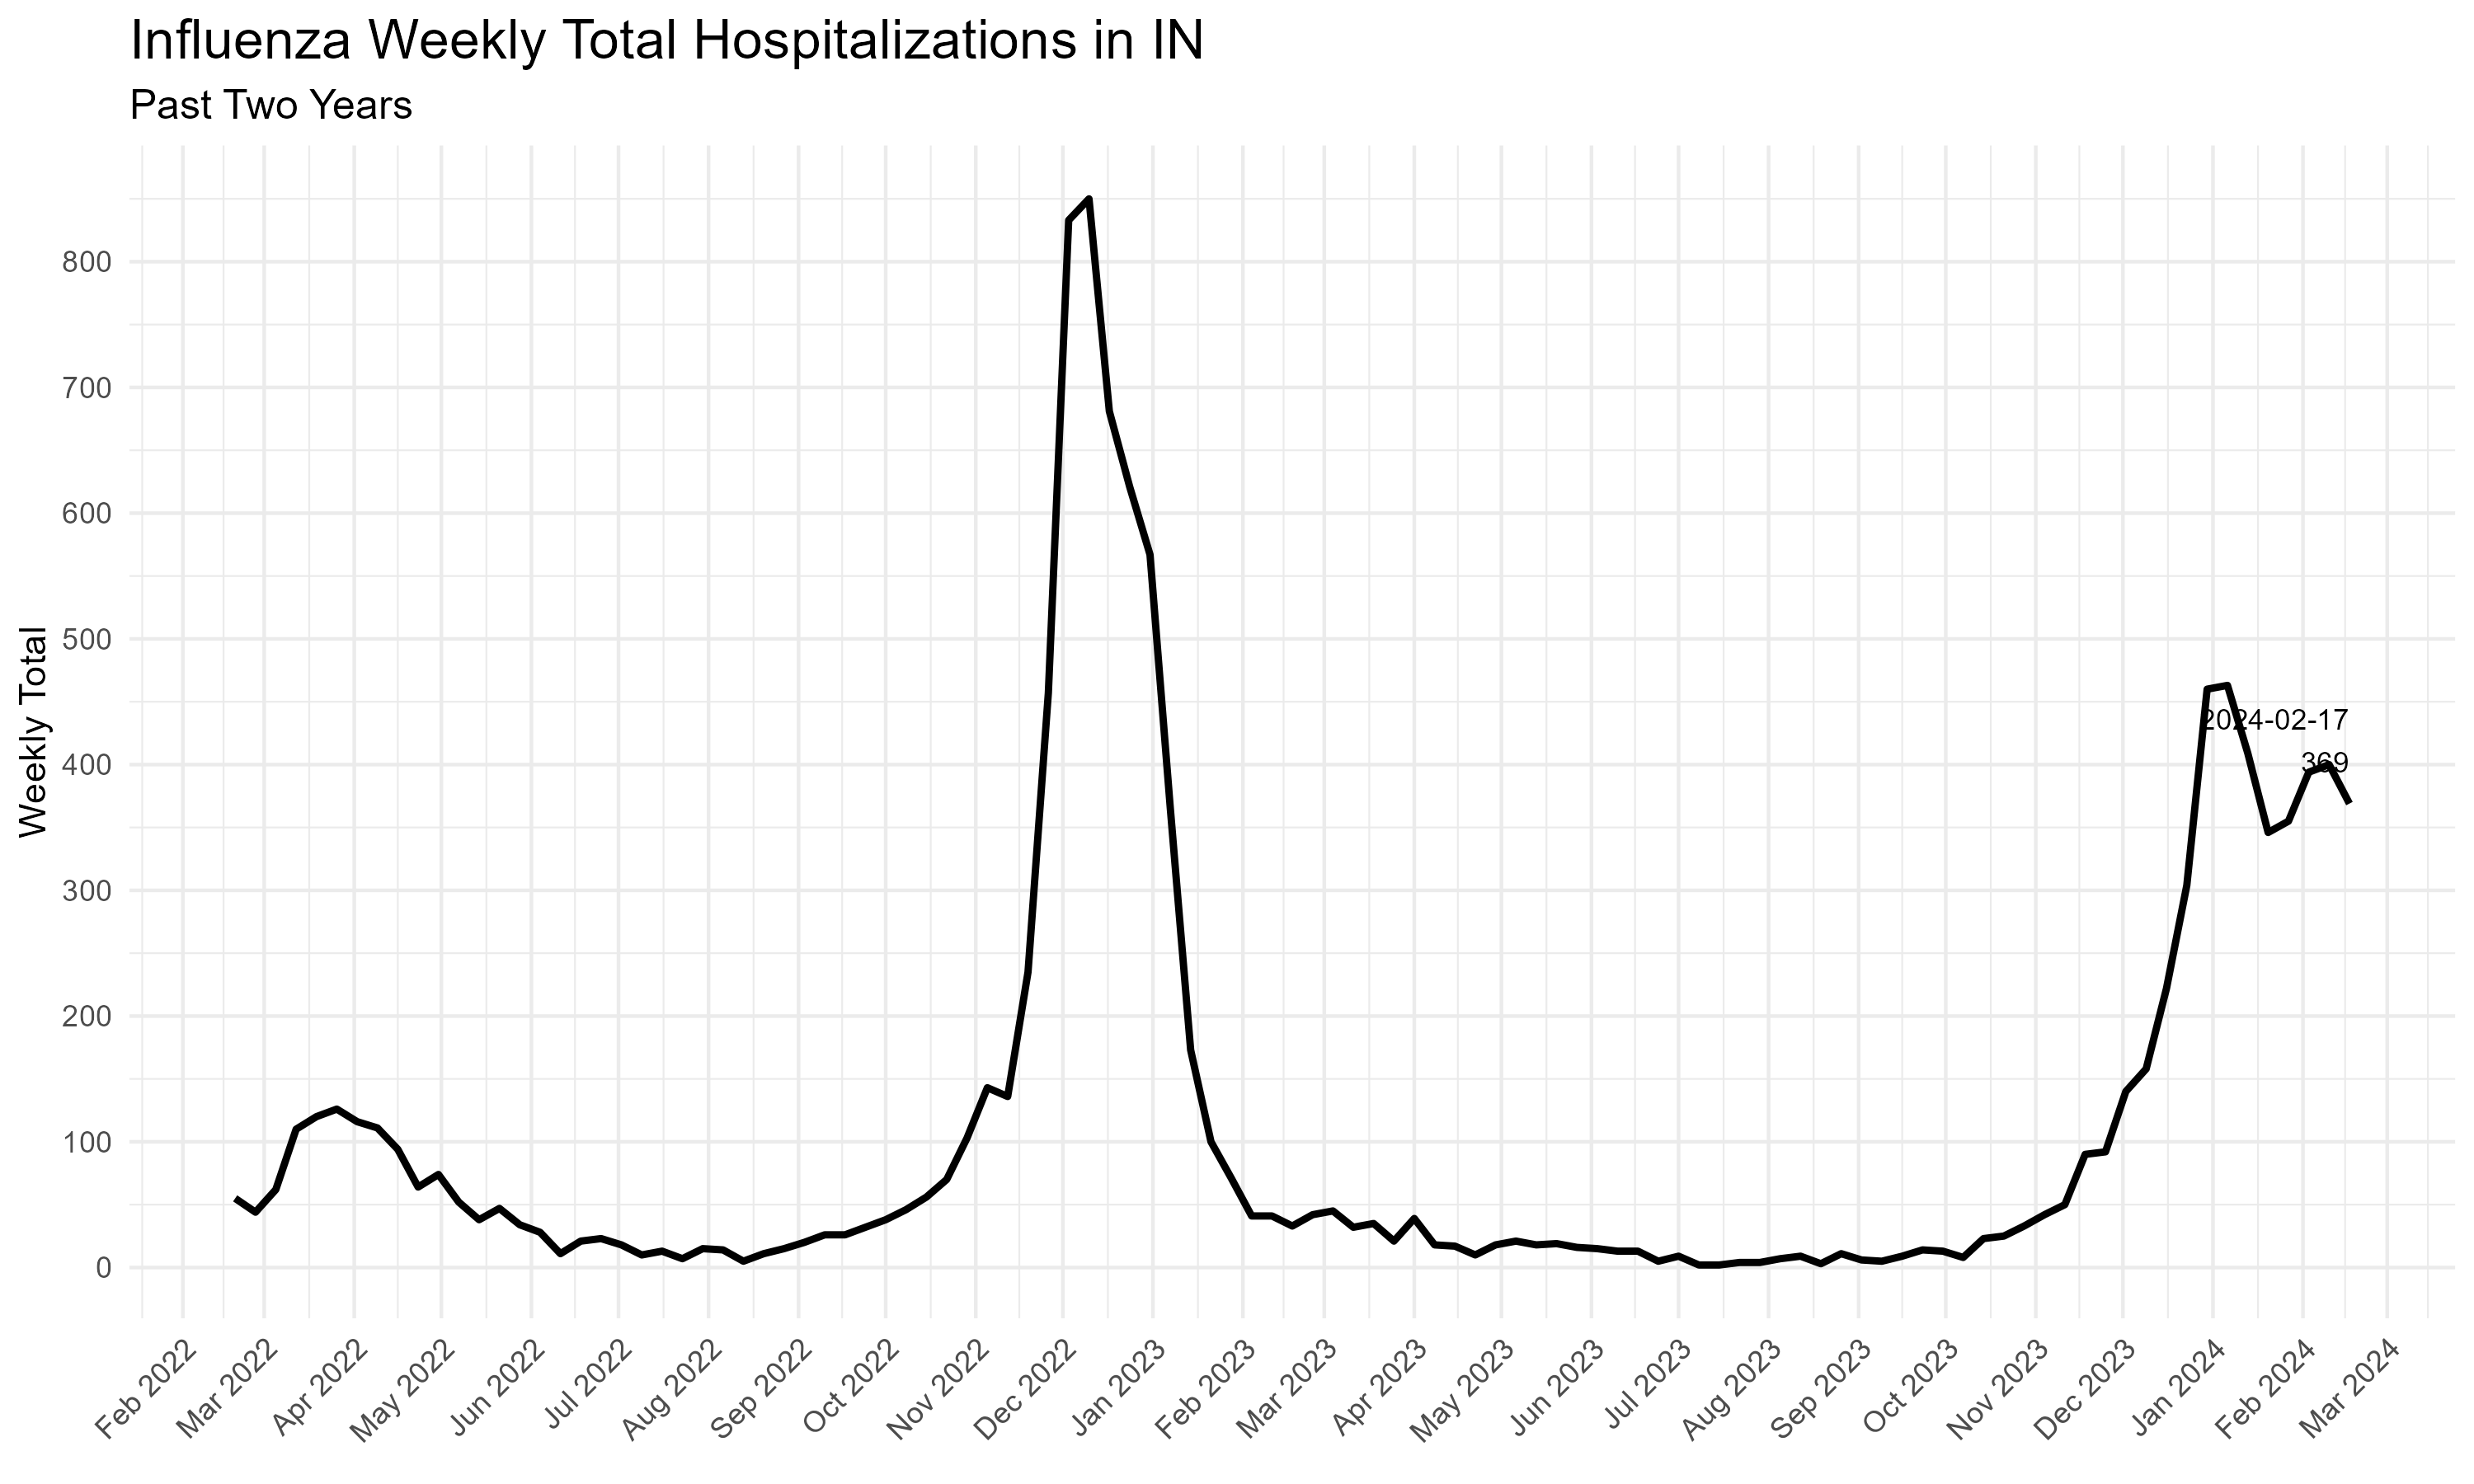 Influenza Weekly Total Hospitalizations in IN
Past Two Years
Weekly Total
800
700
600
500
400
300
200
100
0
2024-02-17
369
Feb 2022
Mar 2022
Apr 2022
May 2022
Jun 2022
Jul 2022
Aug 2022
Sep 2022
Oct 2022
Nov 2022
Dec 2022
Jan 2023
Feb 2023
Mar 2023
Apr 2023
May 2023
Jun 2023
Jul 2023
Aug 2023
Sep 2023
Oct 2023
Nov 2023
Dec 2023
Jan 2024
Feb 2024
Mar 2024